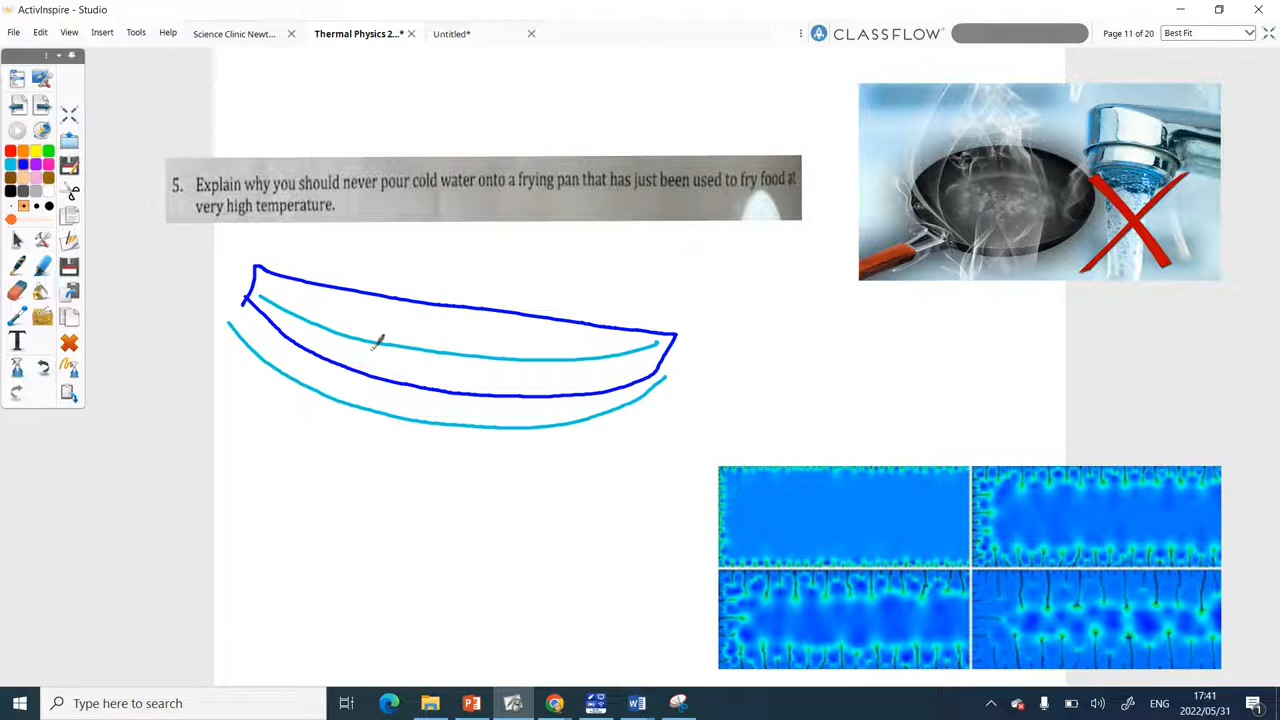 ActivInspire - Studio
File Edit View Insert Tools Help
Science Clinic Newt...
Thermal Physics 2...*
Untitled*
CLASSFLOW
Page 11 of 20
Best Fit
5. Explain why you should never pour cold water onto a frying pan that has just been used to fry food at
very high temperature.
T
Type here to search
ENG
17:41
2022/05/31
1